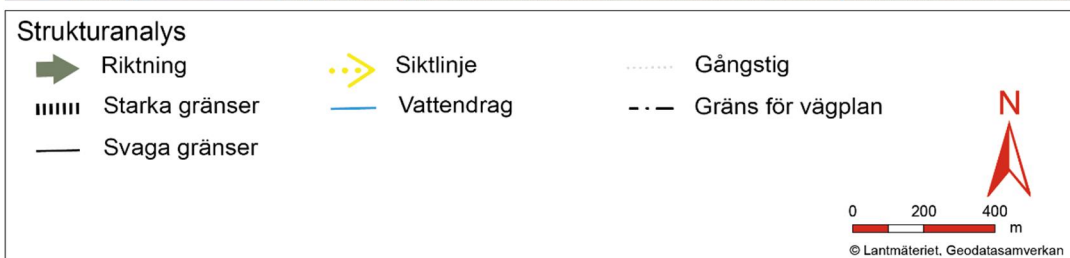 Strukturanalys
Riktning
Siktlinje
Gångstig
Starka gränser
Vattendrag
Gräns för vägplan
Svaga gränser
N
0 200 400
m
© Lantmäteriet, Geodatasamverkan